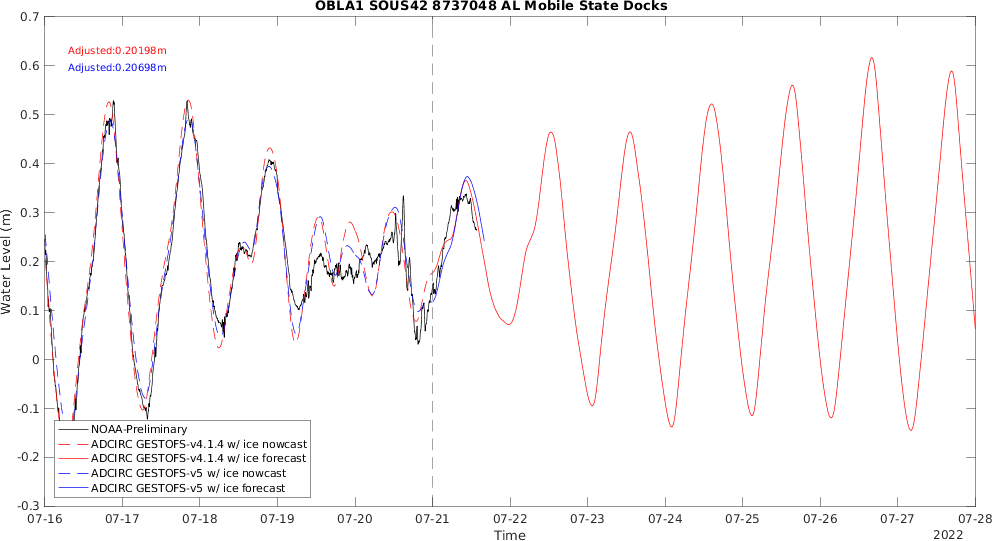 OBLA1 SOUS42 8737048 AL Mobile State Docks
0.7
0.6
0.5
0.4
0.3
0.2
0.1
0
-0.1
-0.2
-0.3
Water Level (m)
Adjusted:0.20198m
Adjusted:0.20698m
NOAA-Preliminary
ADCIRC GESTOFS-v4.1.4 w/ ice nowcast
ADCIRC GESTOFS-v4.1.4 w/ ice forecast
ADCIRC GESTOFS-v5 w/ ice nowcast
ADCIRC GESTOFS-v5 w/ ice forecast
07-16 07-17 07-18 07-19 07-20 07-21 07-22 07-23 07-24 07-25 07-26 07-27 07-28
Time
2022